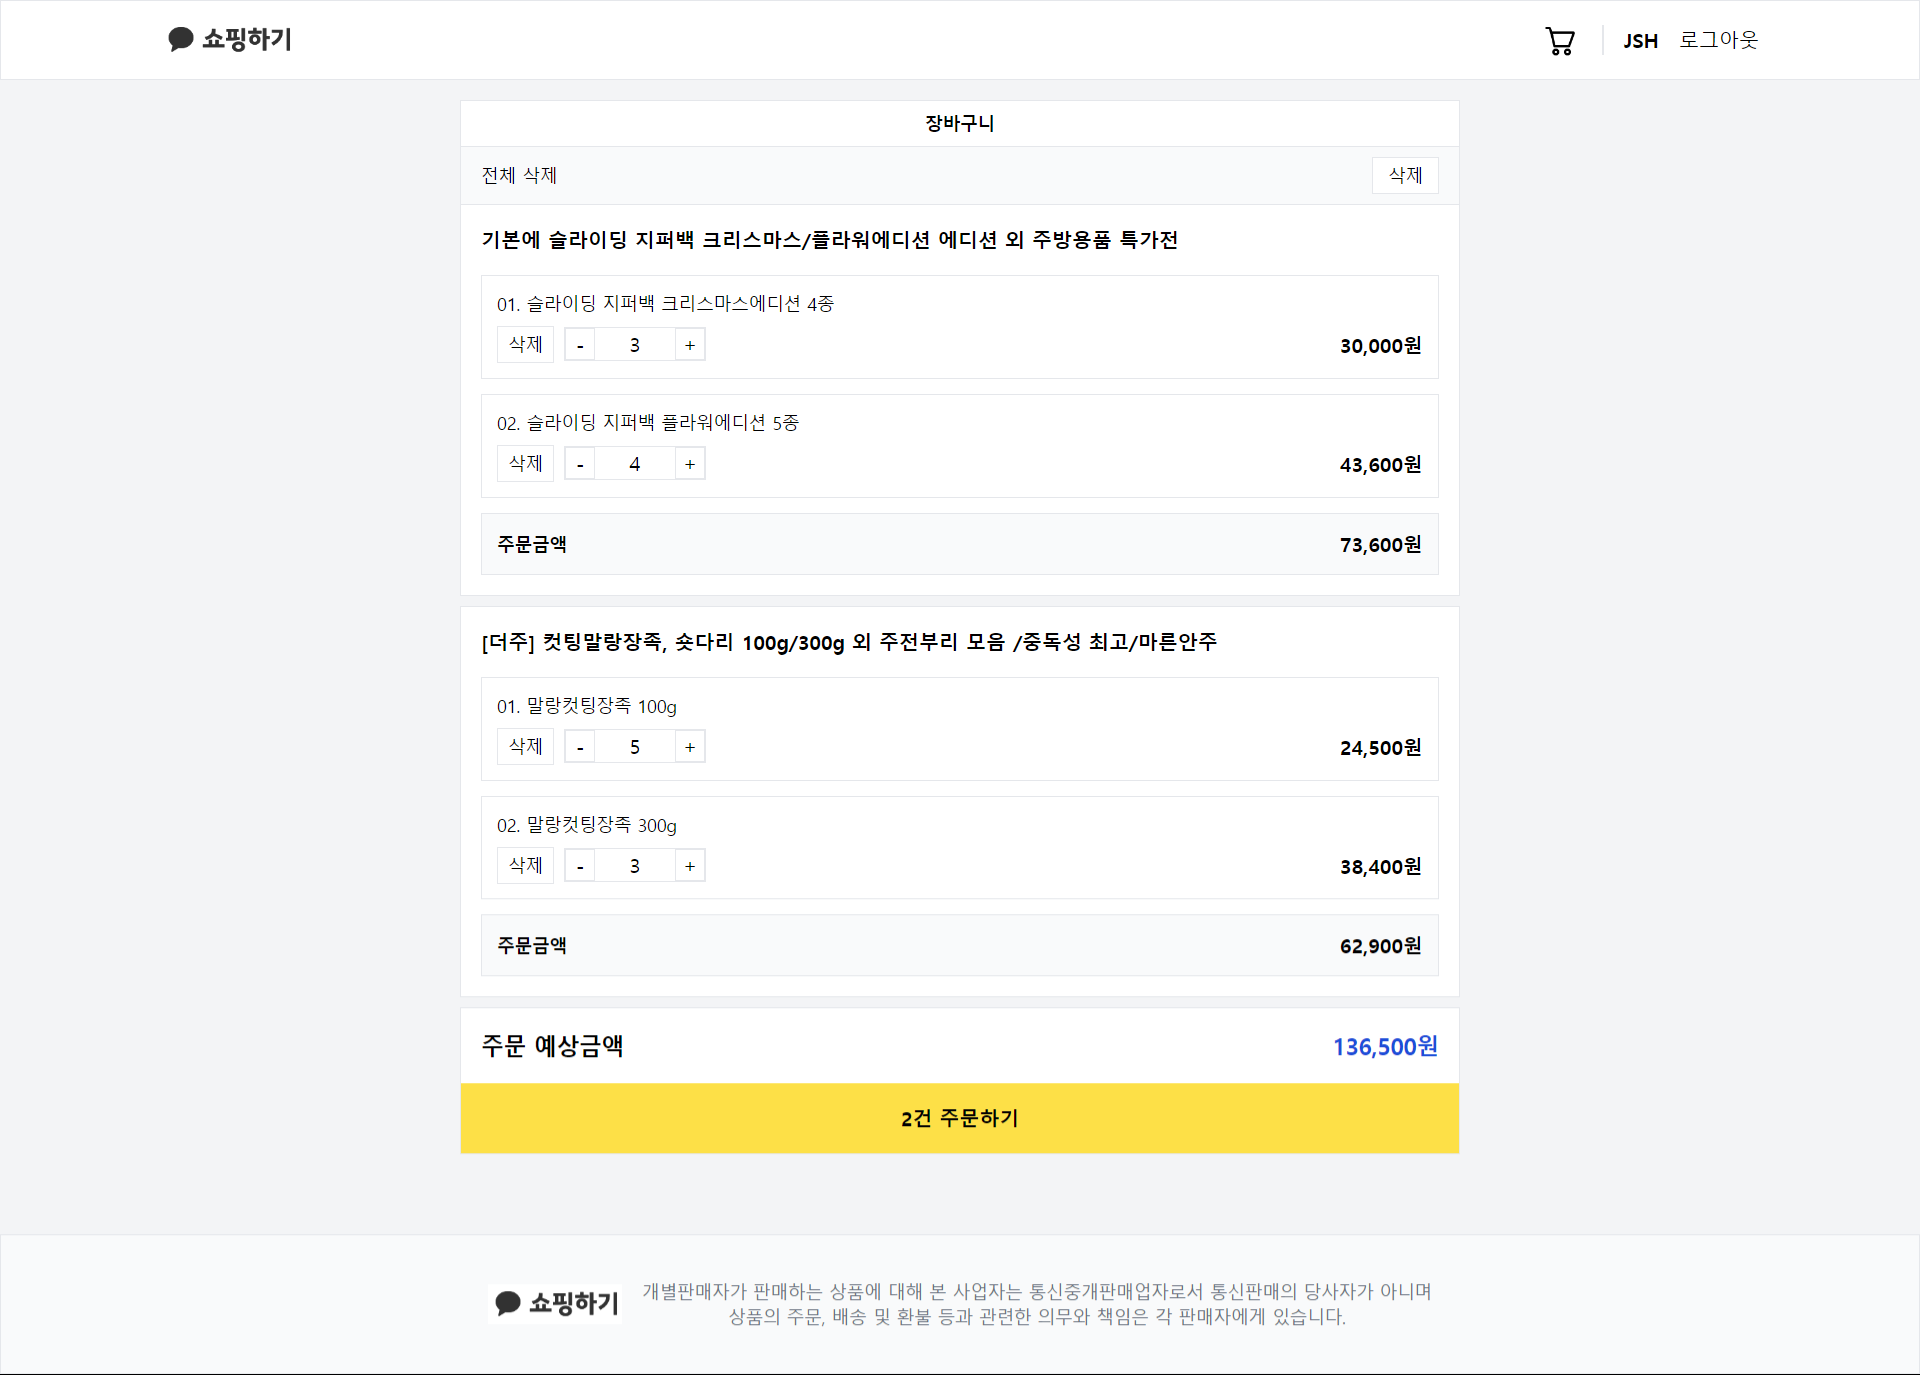 쇼핑하기
JSH 로그아웃
장바구니
전체 삭제 삭제
기본에 슬라이딩 지퍼백 크리스마스/플라워에디션 에디션 외 주방용품 특가전
01. 슬라이딩 지퍼백 크리스마스에디션 4종
삭제 - 3 + 30,000원
02. 슬라이딩 지퍼백 플라워에디션 5종
삭제 - 4 + 43,600원
주문금액 73,600원
[더주] 컷팅말랑장족, 숏다리 100g/300g 외 주전부리 모음 /중독성 최고/마른안주
01. 말랑컷팅장족 100g
삭제 - 5 + 24,500원
02. 말랑컷팅장족 300g
삭제 - 3 + 38,400원
주문금액 62,900원
주문 예상금액 136,500원
2건 주문하기
쇼핑하기
개별판매자가 판매하는 상품에 대해 본 사업자는 통신중개판매업자로서 통신판매의 당사자가 아니며
상품의 주문, 배송 및 환불 등과 관련한 의무와 책임은 각 판매자에게 있습니다.